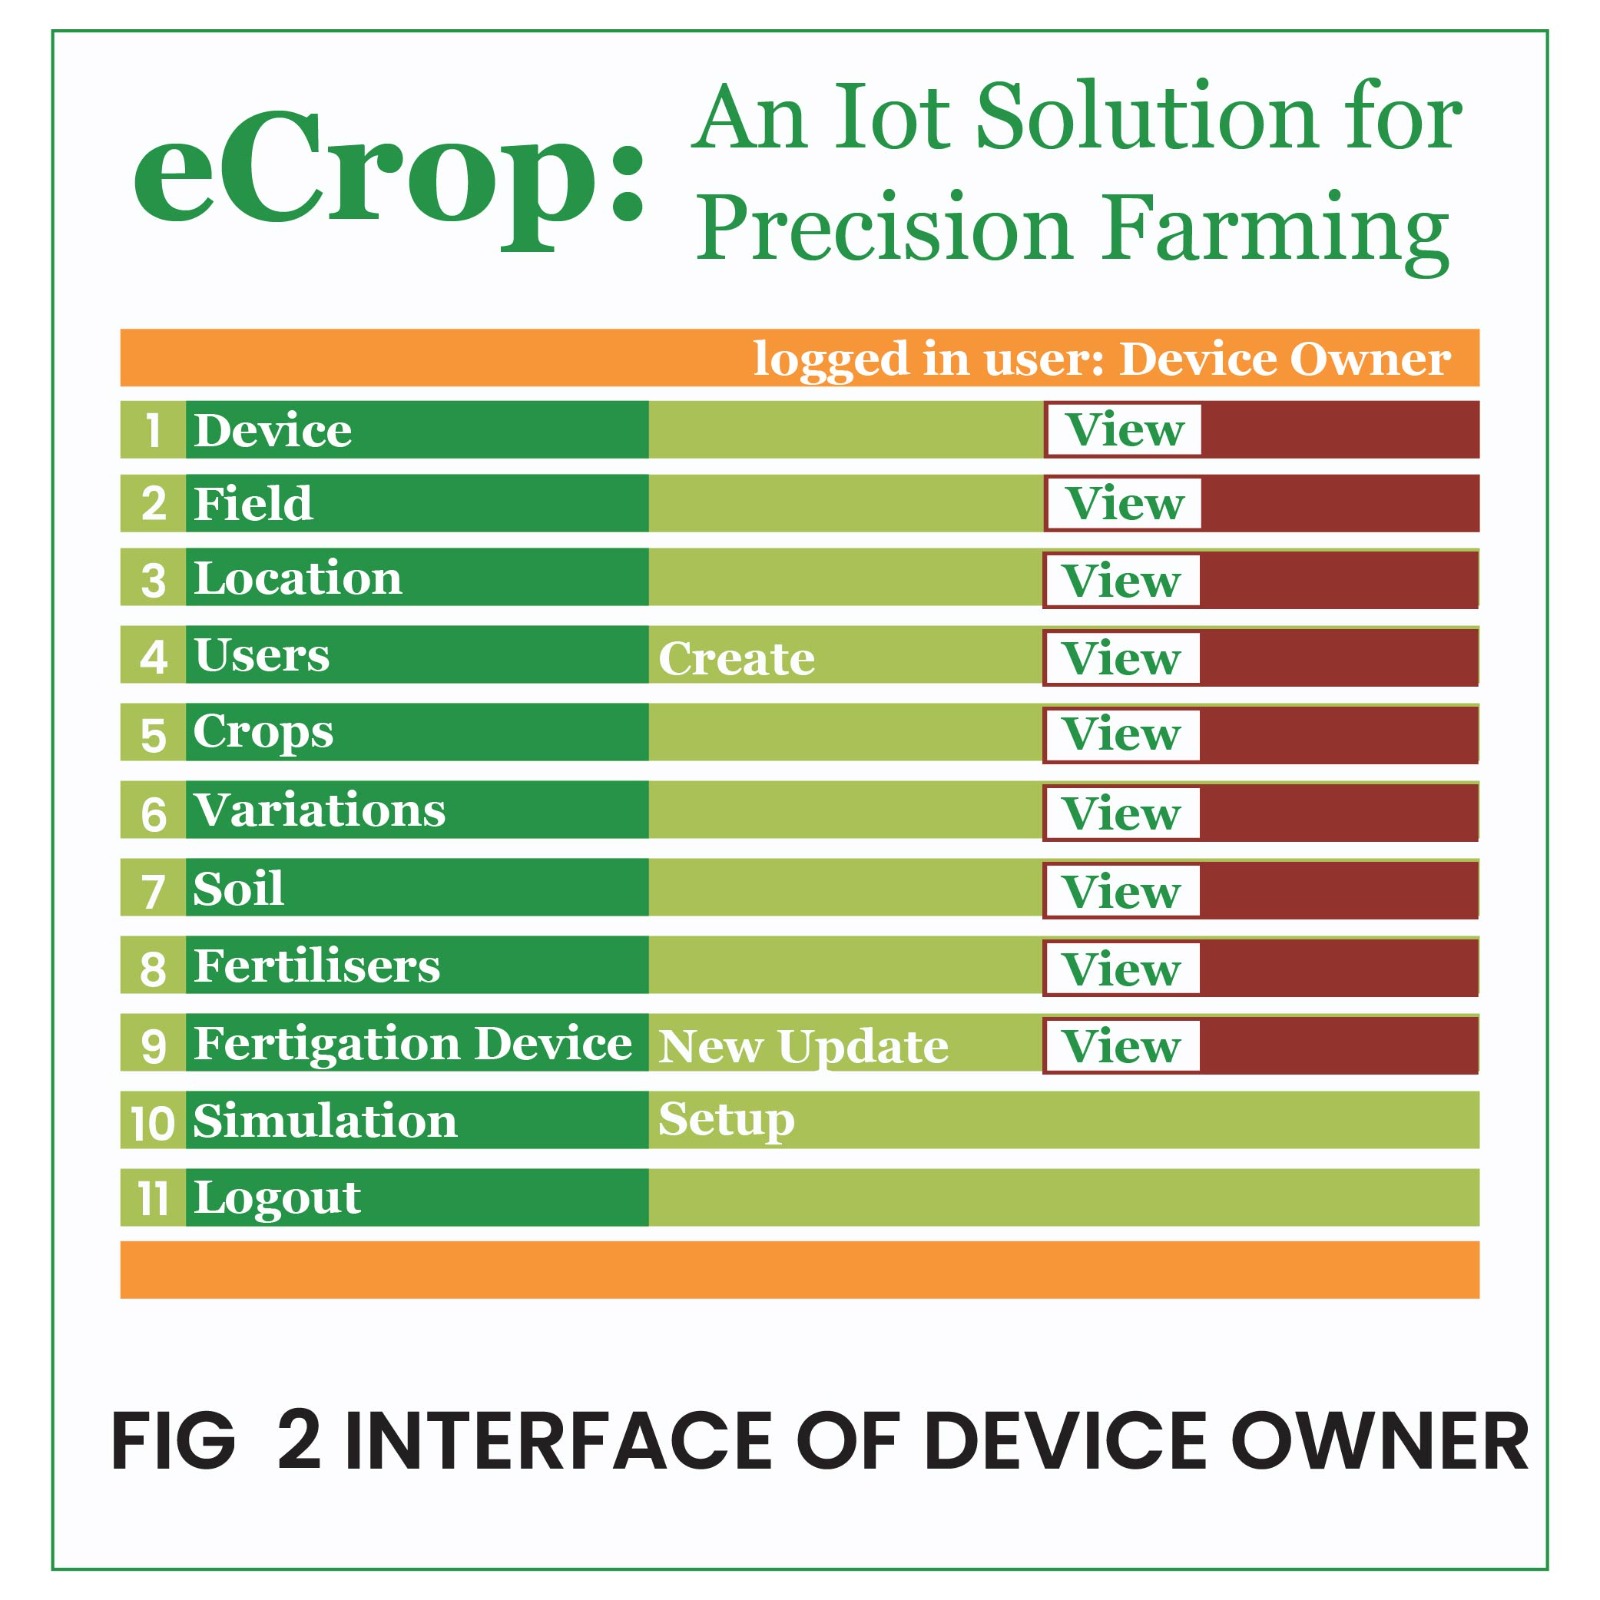 eCrop: An Iot Solution for
Precision Farming
logged in user: Device Owner
1 Device View
2 Field View
3 Location View
4 Users Create View
5 Crops View
6 Variations View
7 Soil View
8 Fertilisers View
9 Fertigation Device New Update View
10 Simulation Setup
11 Logout
FIG 2 INTERFACE OF DEVICE OWNER